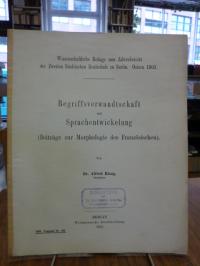 Wissenschaftliche Beilage zum Jahresbericht
der Zweiten Städtischen Realschule zu Berlin. Ostern 1903.
Begriffsverwandtschaft
und
Sprachentwickelung
(Beiträge zur Morphologie des Französischen).
Von
Dr. Alfred
BERLIN
1903.